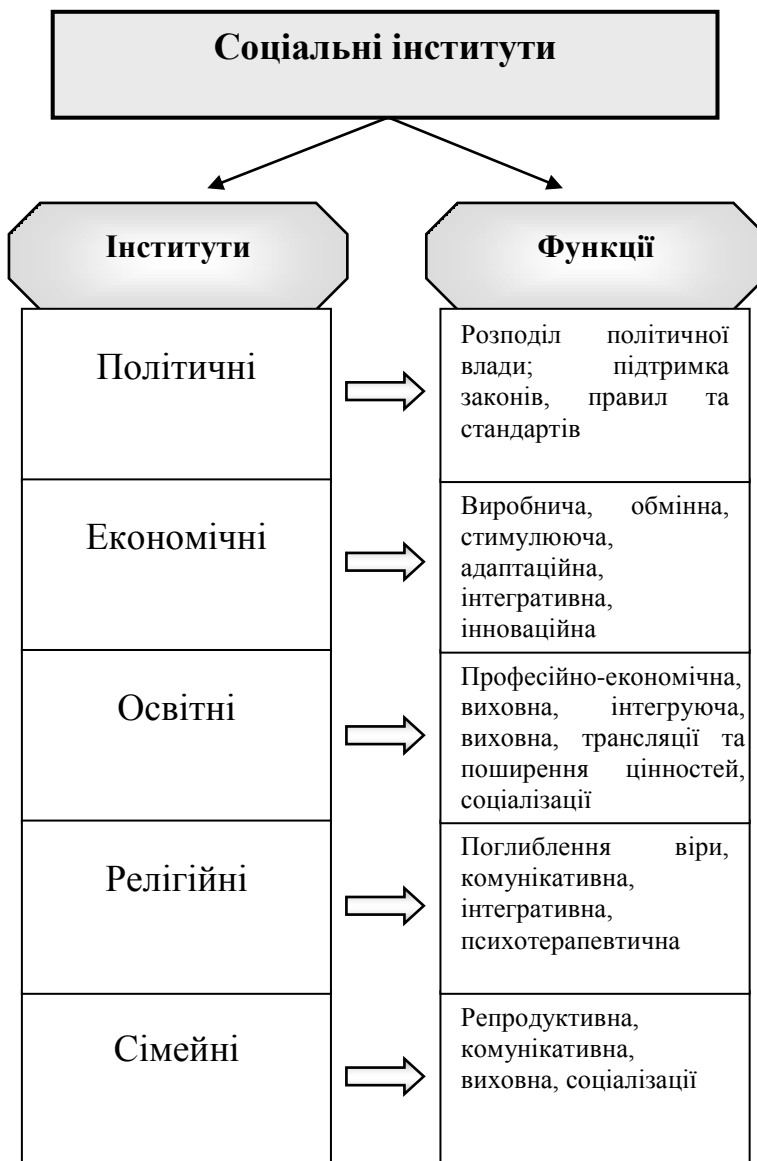 Соціальні інститути
Інститути
Функції
Політичні
Розподіл політичної
влади; підтримка
законів, правил та
стандартів
Економічні
Виробнича, обмінна,
стимулююча,
адаптаційна,
інтегративна,
інноваційна
Освітні
Професійно-економічна,
виховна, інтегруюча,
виховна, трансляції та
поширення цінностей,
соціалізації
Релігійні
Поглиблення віри,
комунікативна,
інтегративна,
психотерапевтична
Сімейні
Репродуктивна,
комунікативна,
виховна, соціалізації